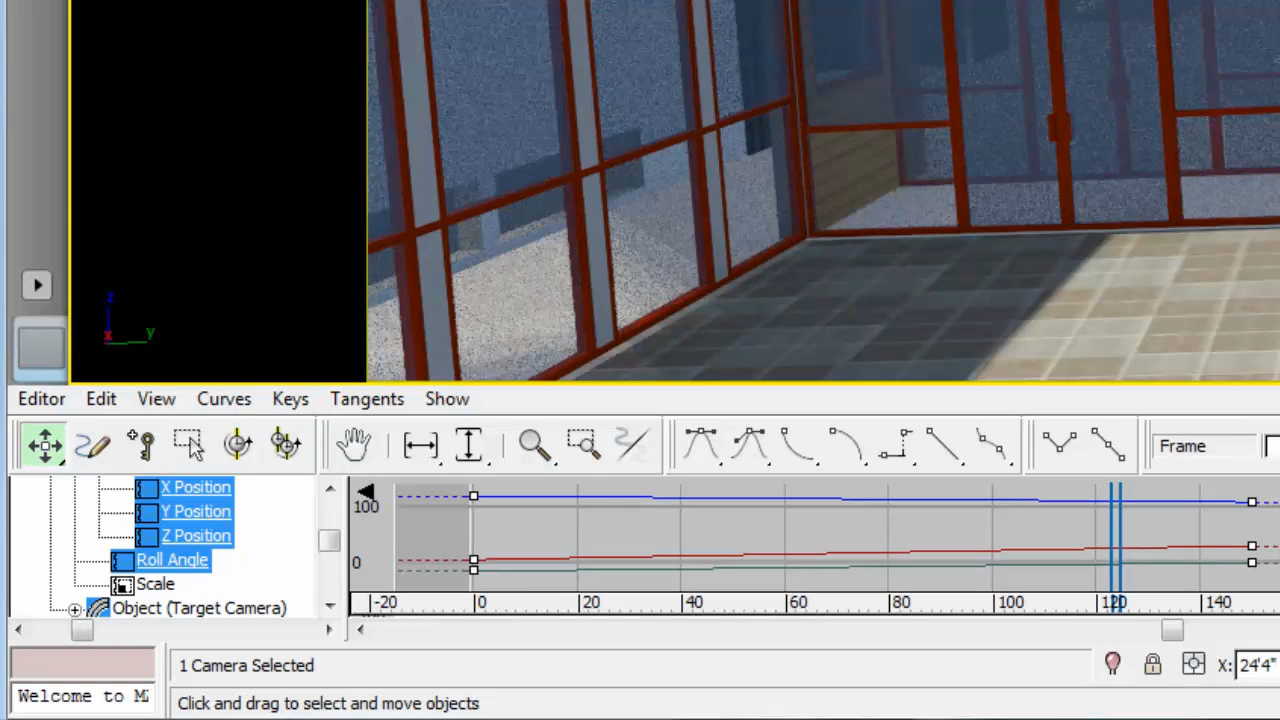 z
x
y
Editor Edit View Curves Keys Tangents Show
Frame
X Position
Y Position
Z Position
Roll Angle
Scale
Object (Target Camera)
100
0
-20 0 20 40 60 80 100 120 140
1 Camera Selected
X: 24'4"
Welcome to M
Click and drag to select and move objects